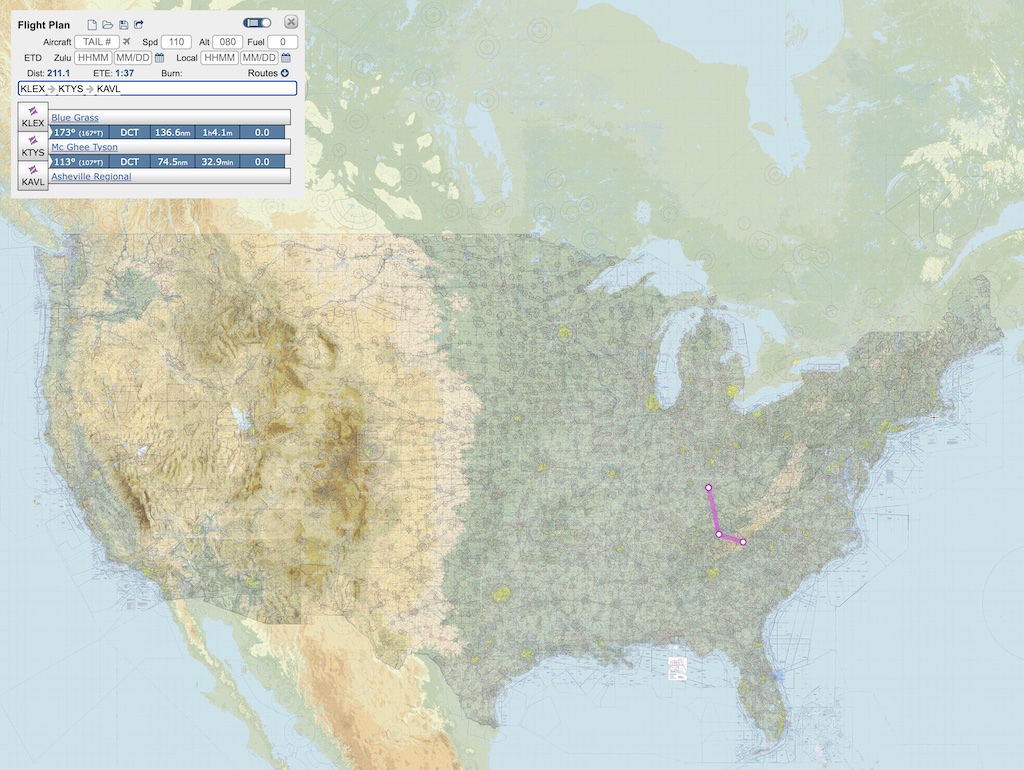 Flight Plan
Aircraft TAIL # Spd 110 Alt 080 Fuel 0
ETD Zulu HHMM MM/DD Local HHMM MM/DD
Dist: 211.1 ETE: 1:37 Burn: Routes
KLEX KTYS KAVL
KLEX Blue Grass
173° (167°T) DCT 136.6nm 1h4.1m 0.0
KTYS Mc Ghee Tyson
113° (107°T) DCT 74.5nm 32.9min 0.0
KAVL Asheville Regional